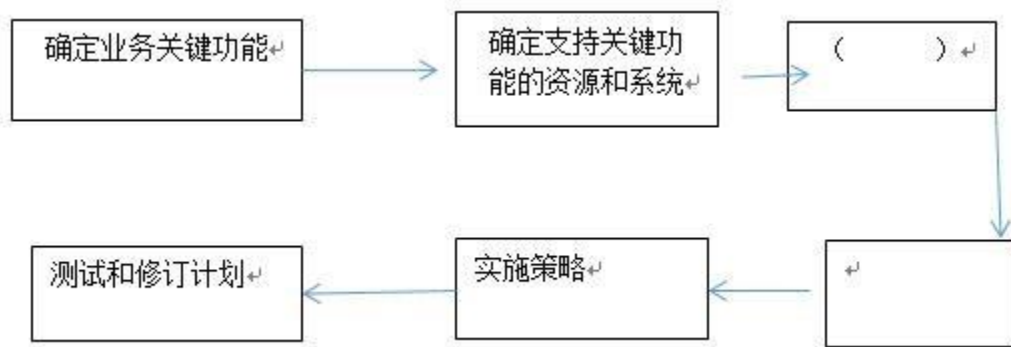 确定业务关键功能↵
确定支持关键功
能的资源和系统↵
（　　）↵
↵
实施策略↵
测试和修订计划↵